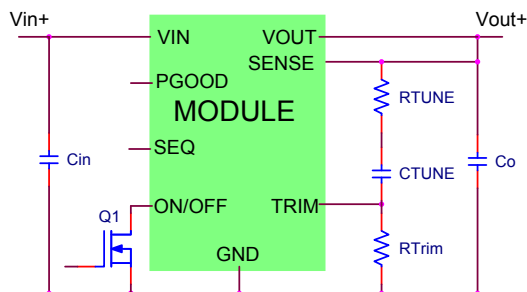 Vin+
Vout+
VIN
VOUT
SENSE
PGOOD
RTUNE
MODULE
SEQ
Cin
CTUNE
Co
Q1
ON/OFF
TRIM
GND
RTrim